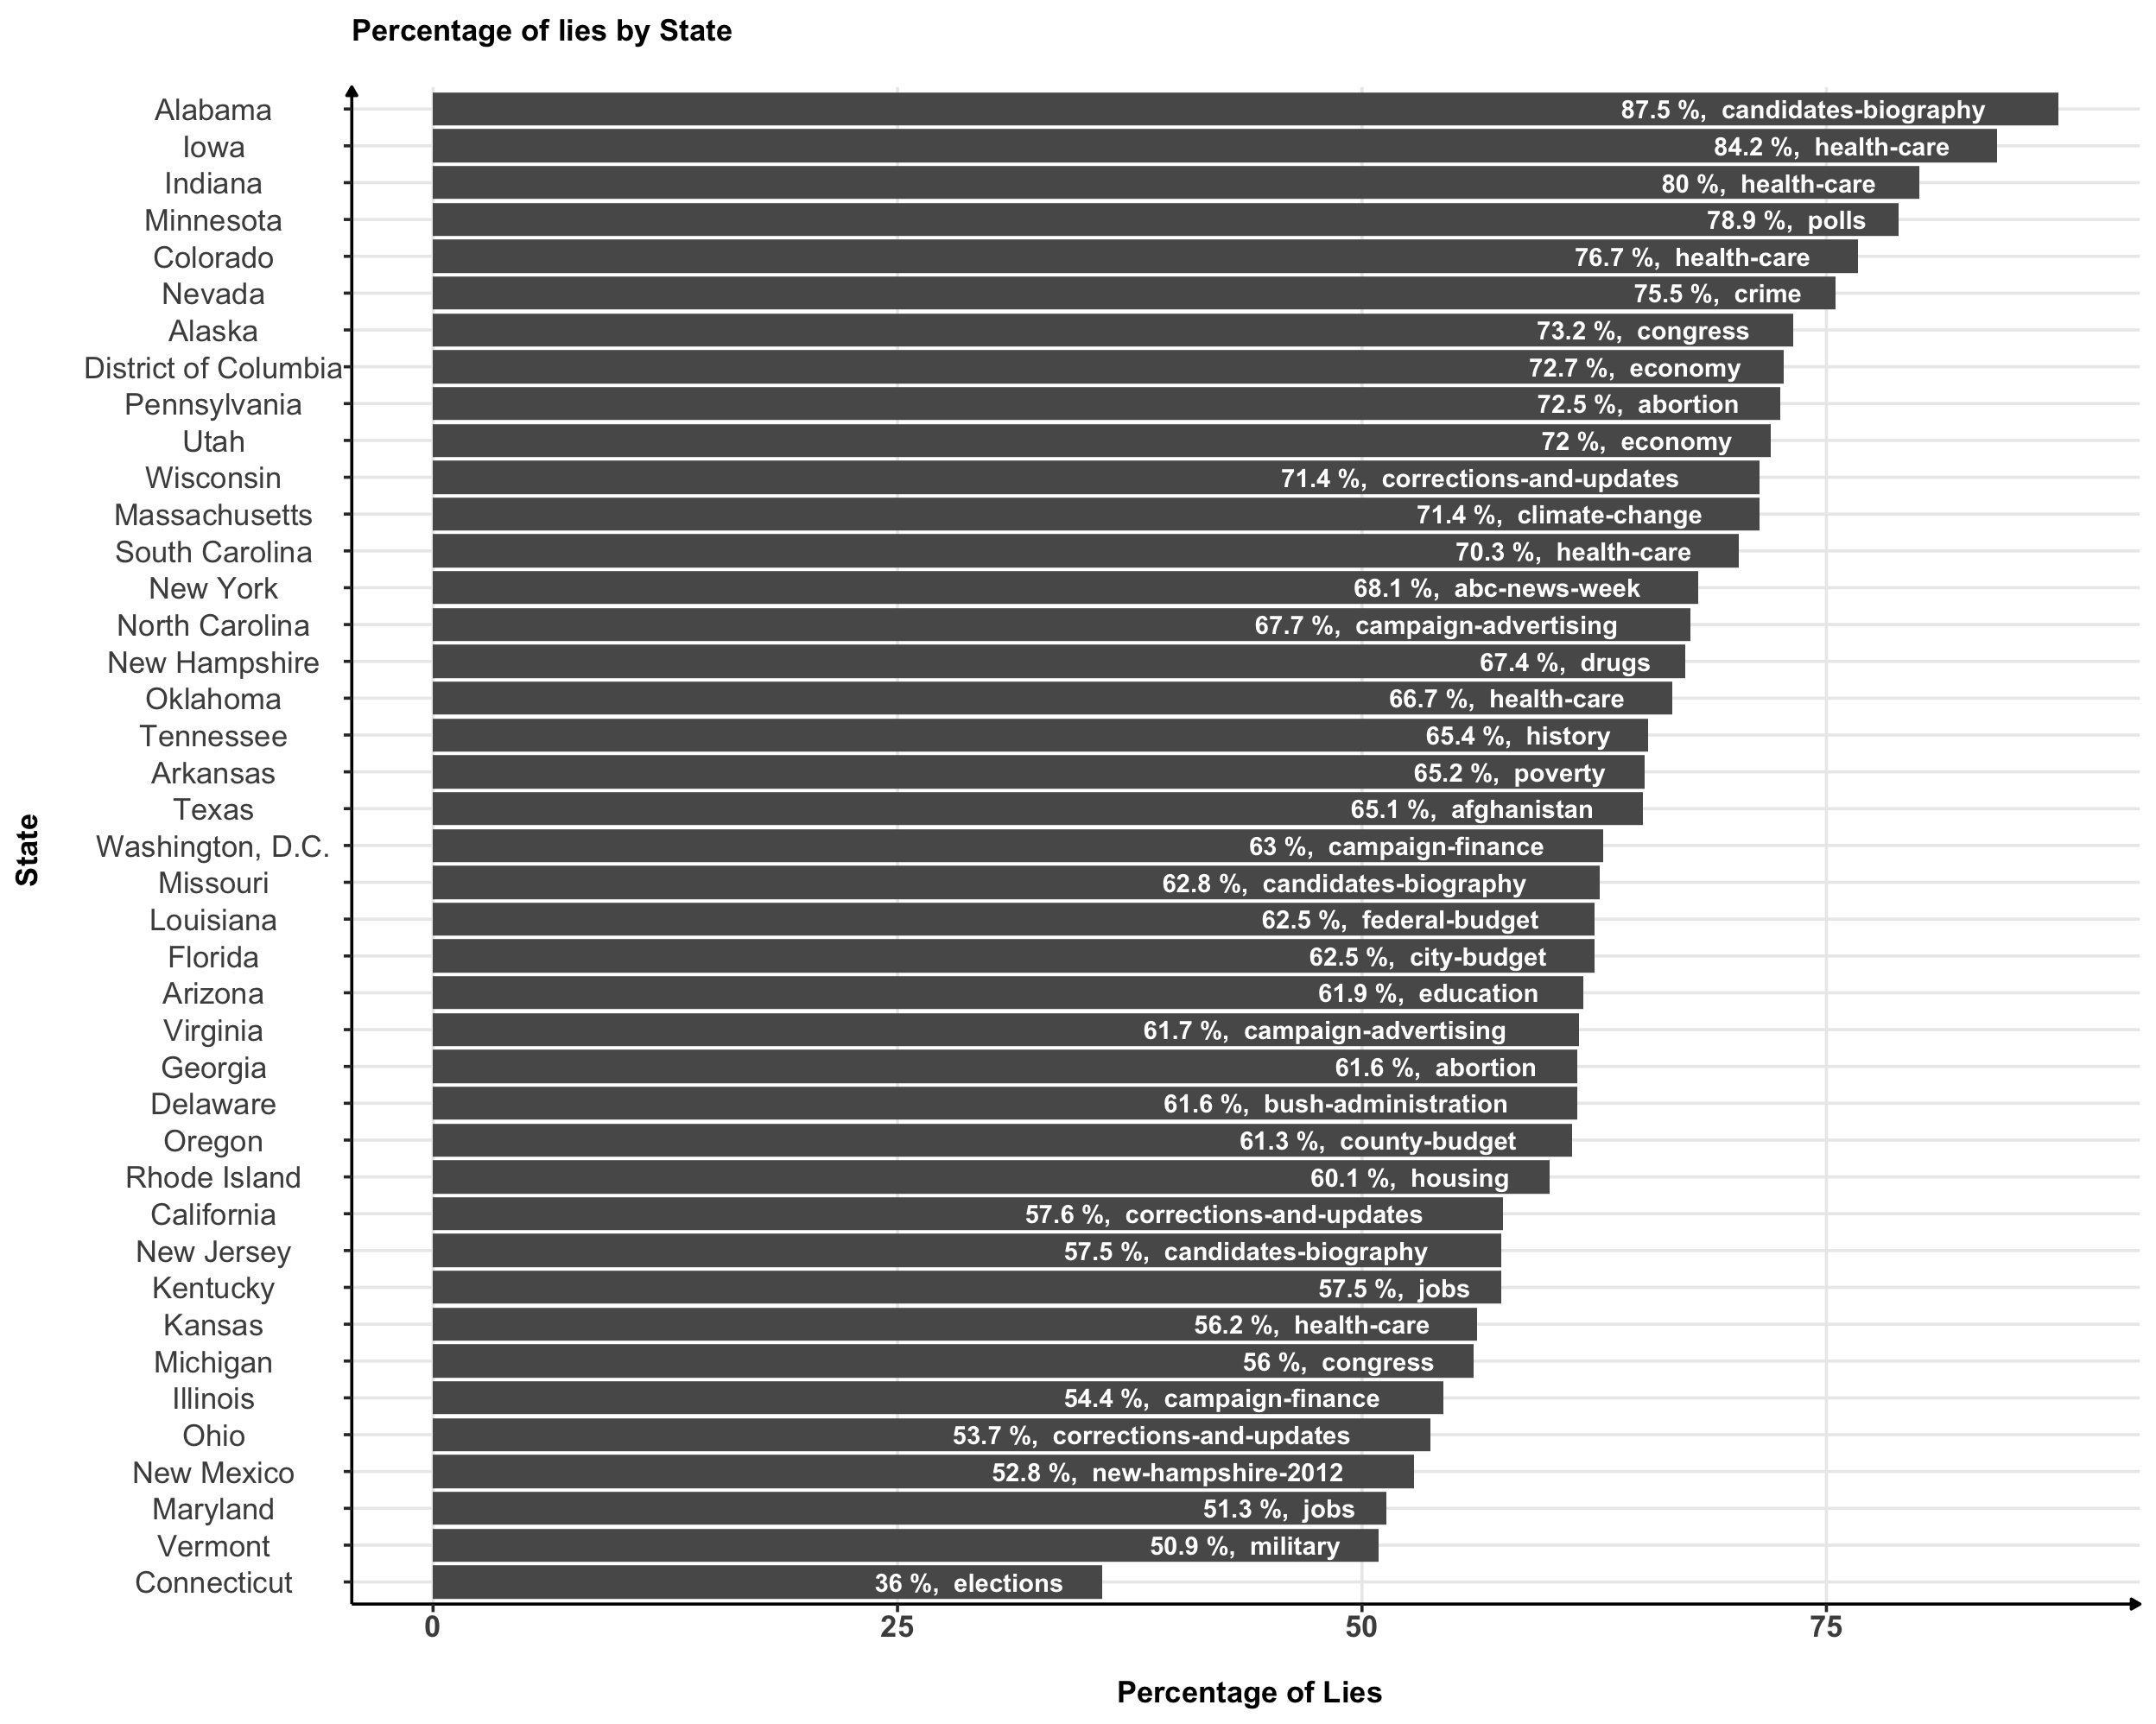 Percentage of lies by State
Alabama 87.5 %, candidates-biography
Iowa 84.2 %, health-care
Indiana 80 %, health-care
Minnesota 78.9 %, polls
Colorado 76.7 %, health-care
Nevada 75.5 %, crime
Alaska 73.2 %, congress
District of Columbia 72.7 %, economy
Pennsylvania 72.5 %, abortion
Utah 72 %, economy
Wisconsin 71.4 %, corrections-and-updates
Massachusetts 71.4 %, climate-change
South Carolina 70.3 %, health-care
New York 68.1 %, abc-news-week
North Carolina 67.7 %, campaign-advertising
New Hampshire 67.4 %, drugs
Oklahoma 66.7 %, health-care
Tennessee 65.4 %, history
Arkansas 65.2 %, poverty
Texas 65.1 %, afghanistan
Washington, D.C. 63 %, campaign-finance
Missouri 62.8 %, candidates-biography
Louisiana 62.5 %, federal-budget
Florida 62.5 %, city-budget
Arizona 61.9 %, education
Virginia 61.7 %, campaign-advertising
Georgia 61.6 %, abortion
Delaware 61.6 %, bush-administration
Oregon 61.3 %, county-budget
Rhode Island 60.1 %, housing
California 57.6 %, corrections-and-updates
New Jersey 57.5 %, candidates-biography
Kentucky 57.5 %, jobs
Kansas 56.2 %, health-care
Michigan 56 %, congress
Illinois 54.4 %, campaign-finance
Ohio 53.7 %, corrections-and-updates
New Mexico 52.8 %, new-hampshire-2012
Maryland 51.3 %, jobs
Vermont 50.9 %, military
Connecticut 36 %, elections
State
0 25 50 75
Percentage of Lies